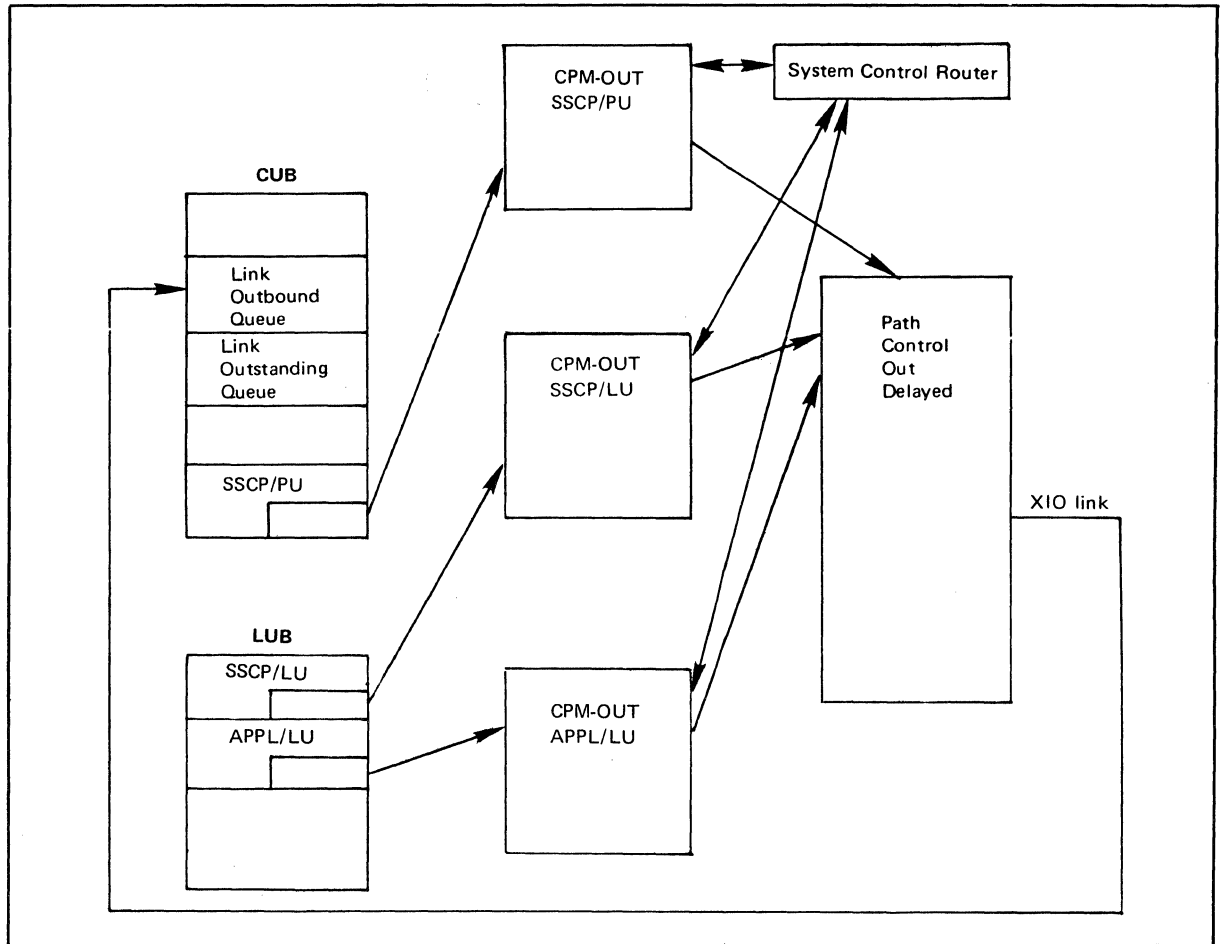 CPM-OUT
SSCP/PU
System Control Router
CUB
Link
Outbound
Queue
Link
Outstanding
Queue
SSCP/PU
CPM-OUT
SSCP/LU
Path
Control
Out
Delayed
XIO link
LUB
SSCP/LU
APPL/LU
CPM-OUT
APPL/LU